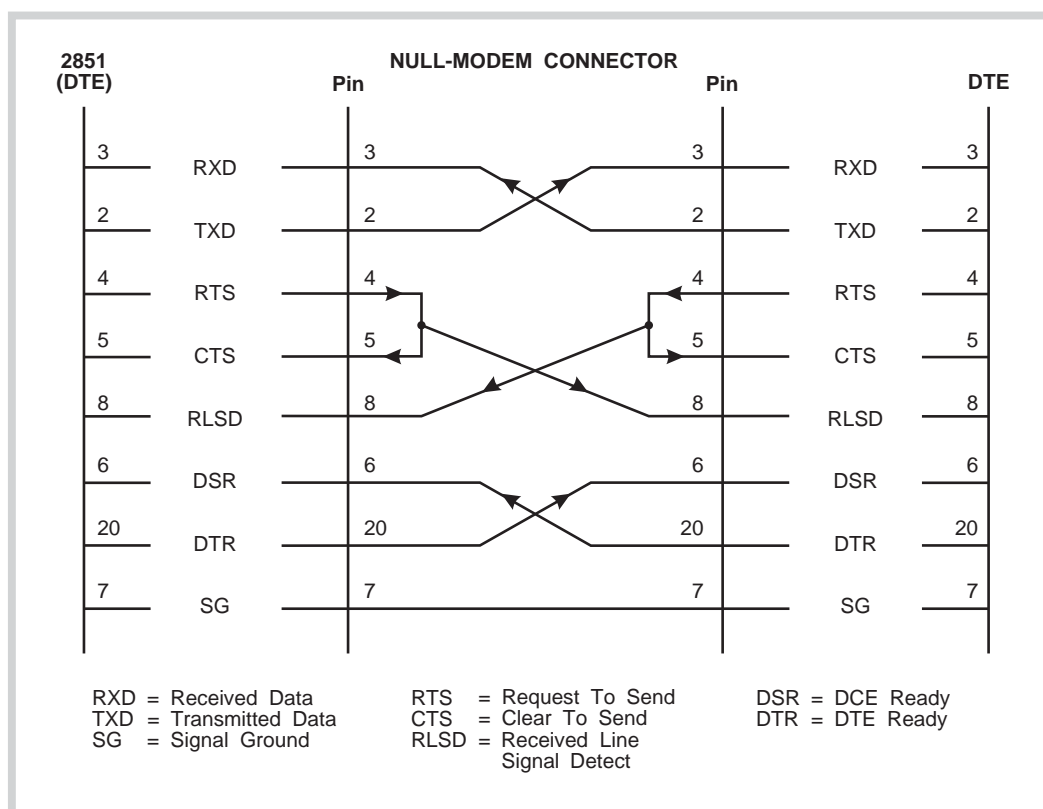 2851
(DTE)
NULL-MODEM CONNECTOR
Pin
Pin
DTE
3 RXD 3 3 RXD 3
2 TXD 2 2 TXD 2
4 RTS 4 4 RTS 4
5 CTS 5 5 CTS 5
8 RLSD 8 8 RLSD 8
6 DSR 6 6 DSR 6
20 DTR 20 20 DTR 20
7 SG 7 7 SG 7
RXD = Received Data
TXD = Transmitted Data
SG = Signal Ground
RTS = Request To Send
CTS = Clear To Send
RLSD = Received Line
Signal Detect
DSR = DCE Ready
DTR = DTE Ready